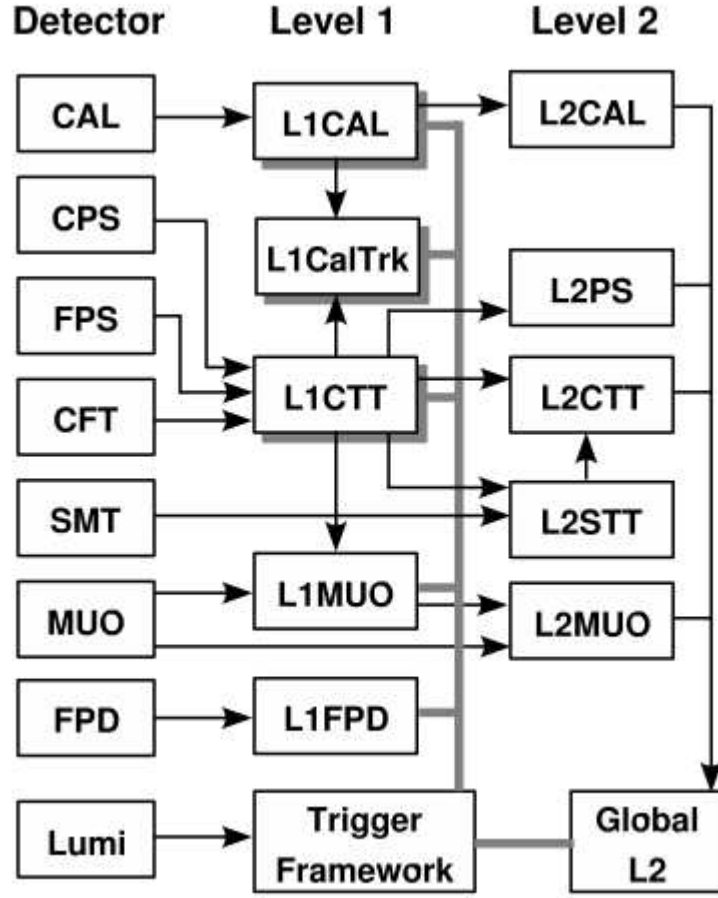 Detector Level 1 Level 2
CAL L1CAL L2CAL
CPS
L1CalTrk
FPS L2PS
CFT L1CTT L2CTT
SMT L2STT
MUO L1MUO L2MUO
FPD L1FPD
Lumi Trigger Global
Framework L2